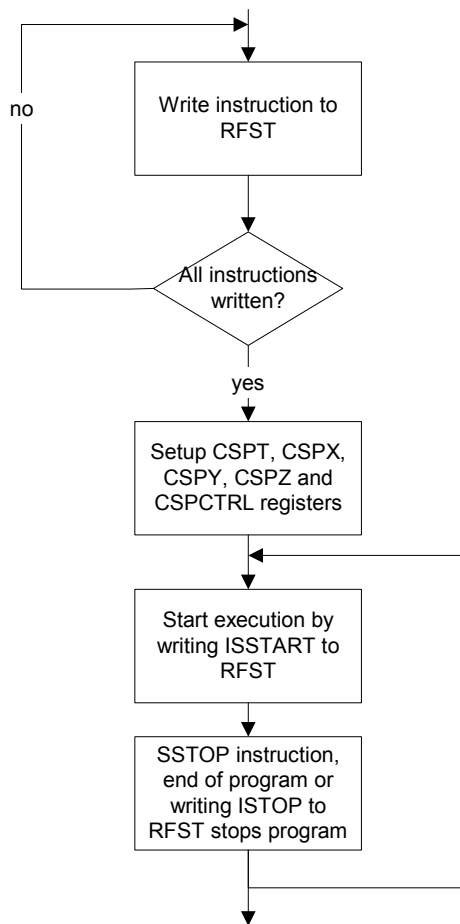 no
Write instruction to
RFST
All instructions
written?
yes
Setup CSPT, CSPX,
CSPY, CSPZ and
CSPCTRL registers
Start execution by
writing ISSTART to
RFST
SSTOP instruction,
end of program or
writing ISTOP to
RFST stops program